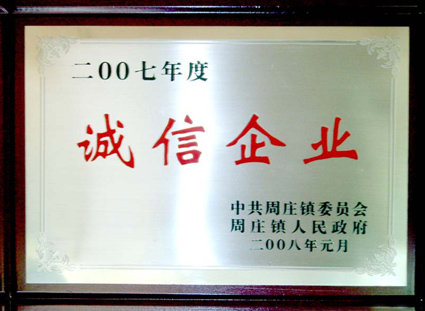 二00七年度
诚信企业
中共周庄镇委员会
周庄镇人民政府
二00八年元月